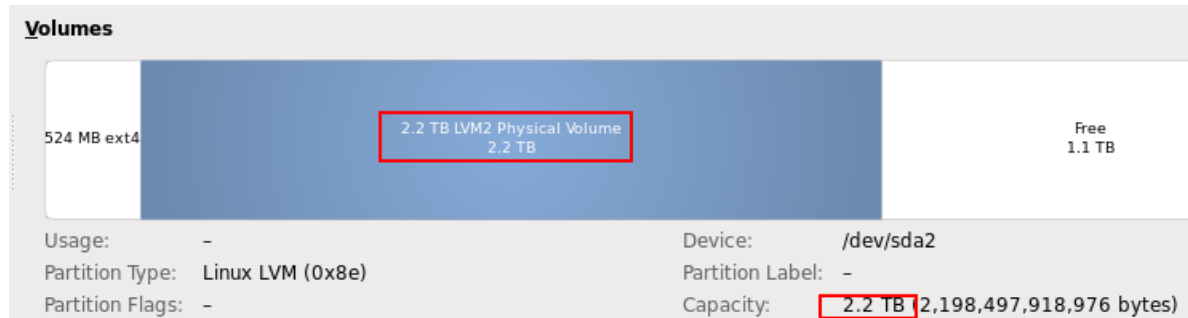 Volumes
524 MB ext4
2.2 TB LVM2 Physical Volume
2.2 TB
Free
1.1 TB
Usage: –
Device: /dev/sda2
Partition Type: Linux LVM (0x8e)
Partition Label: –
Partition Flags: –
Capacity: 2.2 TB (2,198,497,918,976 bytes)